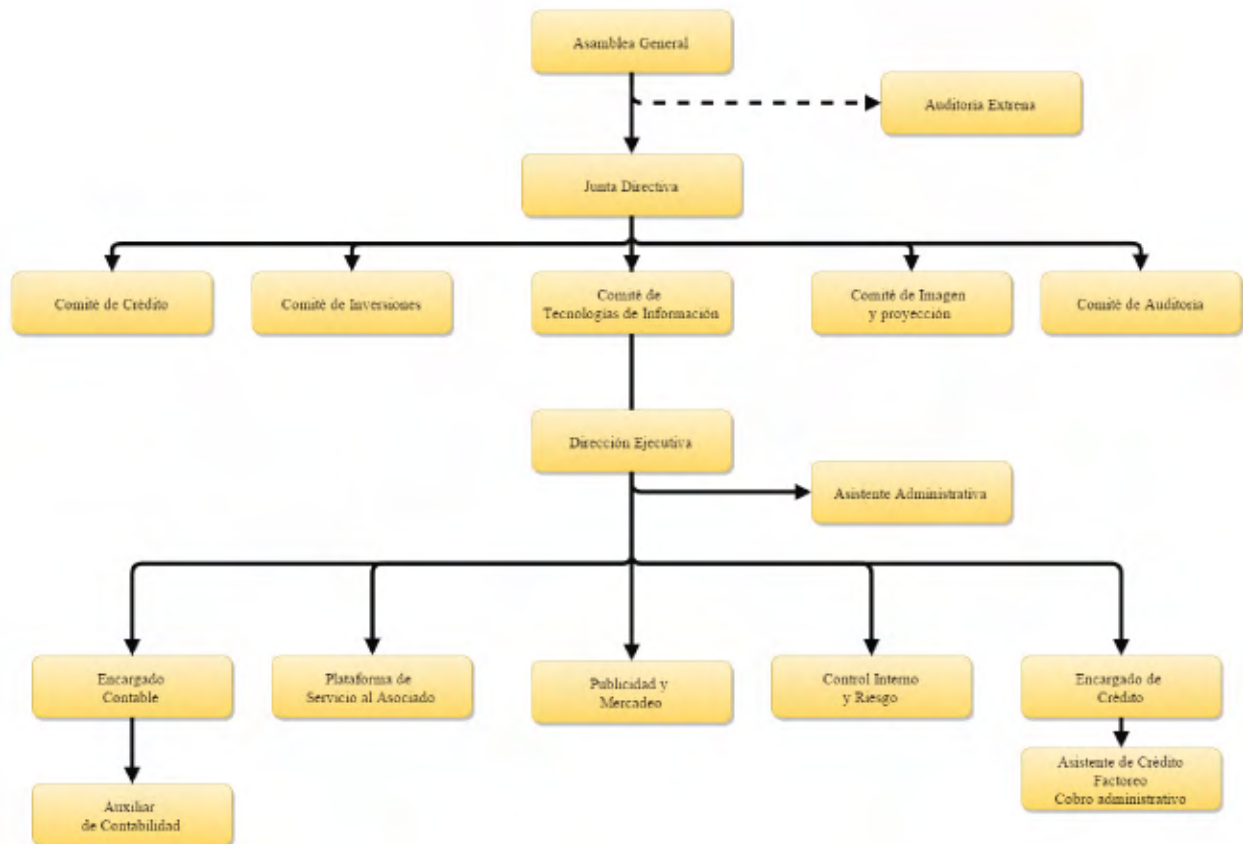 Asamblea General
Auditoria Extrena
Junta Directiva
Comité de Crédito
Comité de Inversiones
Comité de
Tecnologías de Información
Comité de Imagen
y proyección
Comité de Auditoria
Dirección Ejecutiva
Asistente Administrativa
Encargado
Contable
Plataforma de
Servicio al Asociado
Publicidad y
Mercadeo
Control Interno
y Riesgo
Encargado de
Crédito
Auxiliar
de Contabilidad
Asistente de Crédito
Factoreo
Cobro administrativo